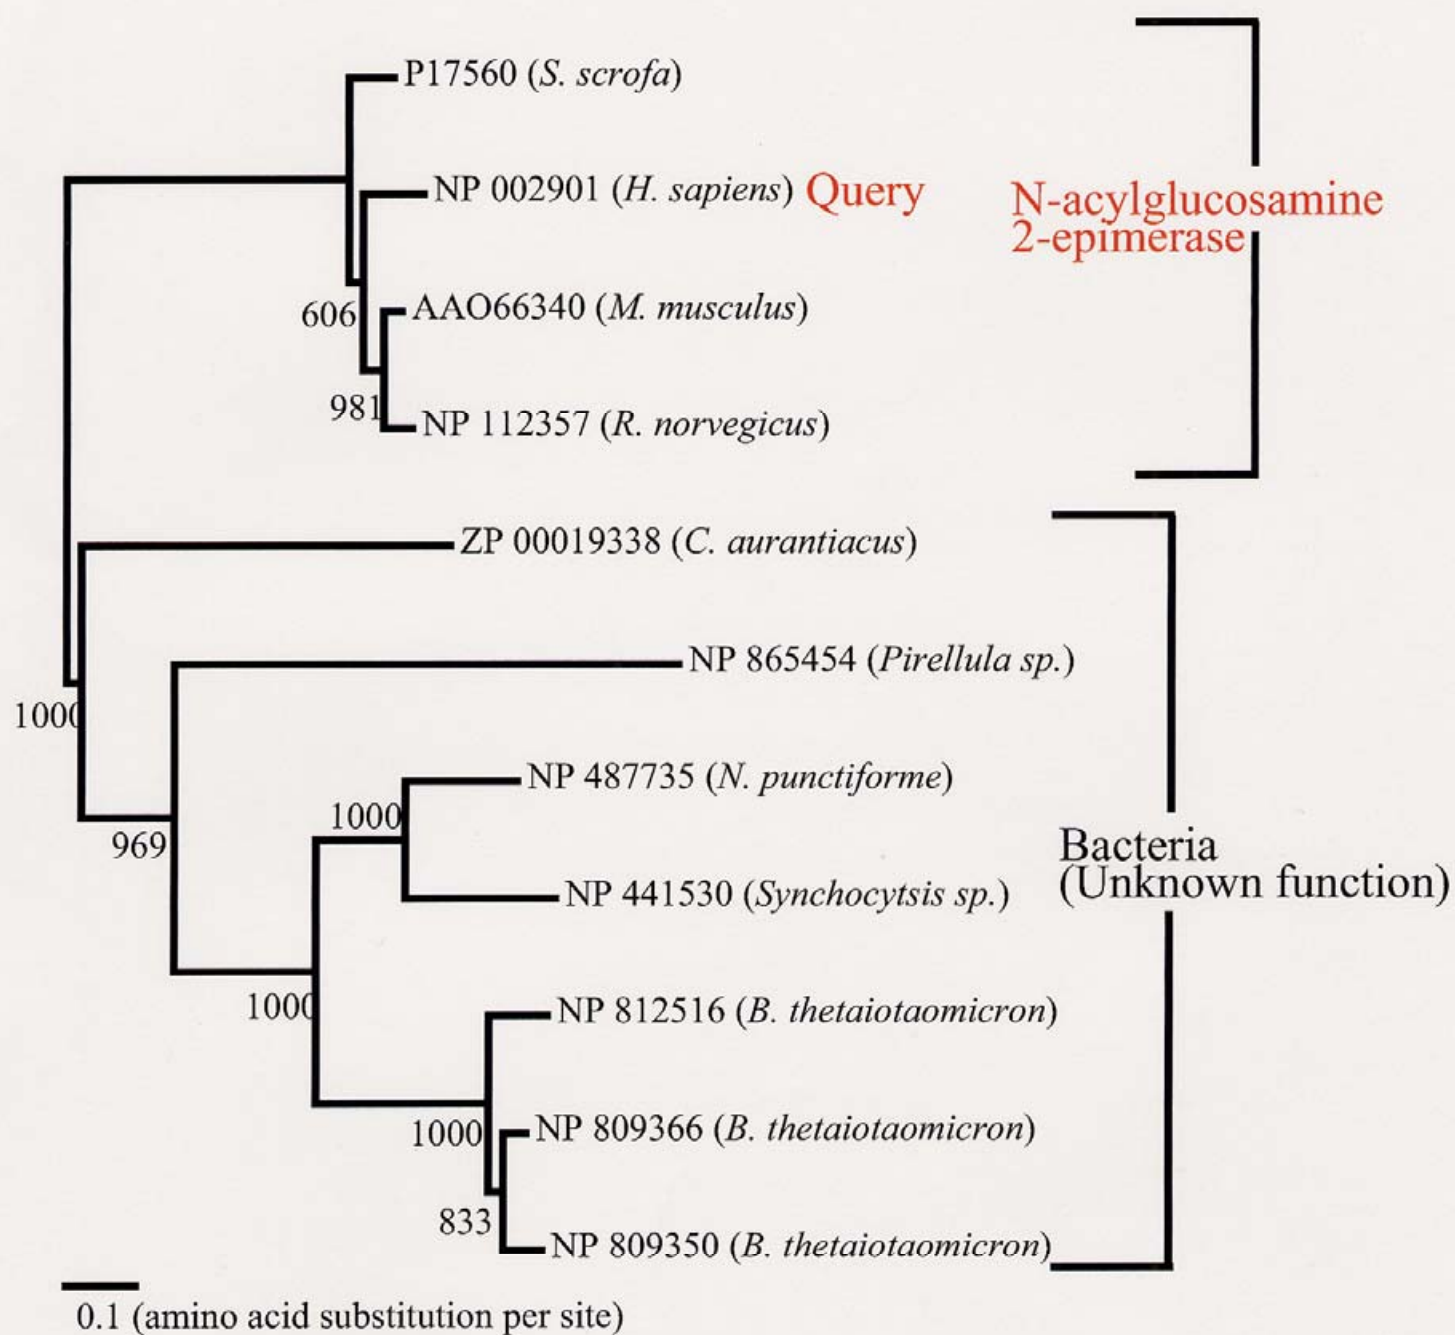 P17560 (S. scrofa)
NP 002901 (H. sapiens) Query
N-acylglucosamine
2-epimerase
606
AAO66340 (M. musculus)
981
NP 112357 (R. norvegicus)
ZP 00019338 (C. aurantiacus)
NP 865454 (Pirellula sp.)
1000
NP 487735 (N. punctiforme)
1000
969
Bacteria
(Unknown function)
NP 441530 (Synchocytsis sp.)
1000
NP 812516 (B. thetaiotaomicron)
1000
NP 809366 (B. thetaiotaomicron)
833
NP 809350 (B. thetaiotaomicron)
0.1 (amino acid substitution per site)